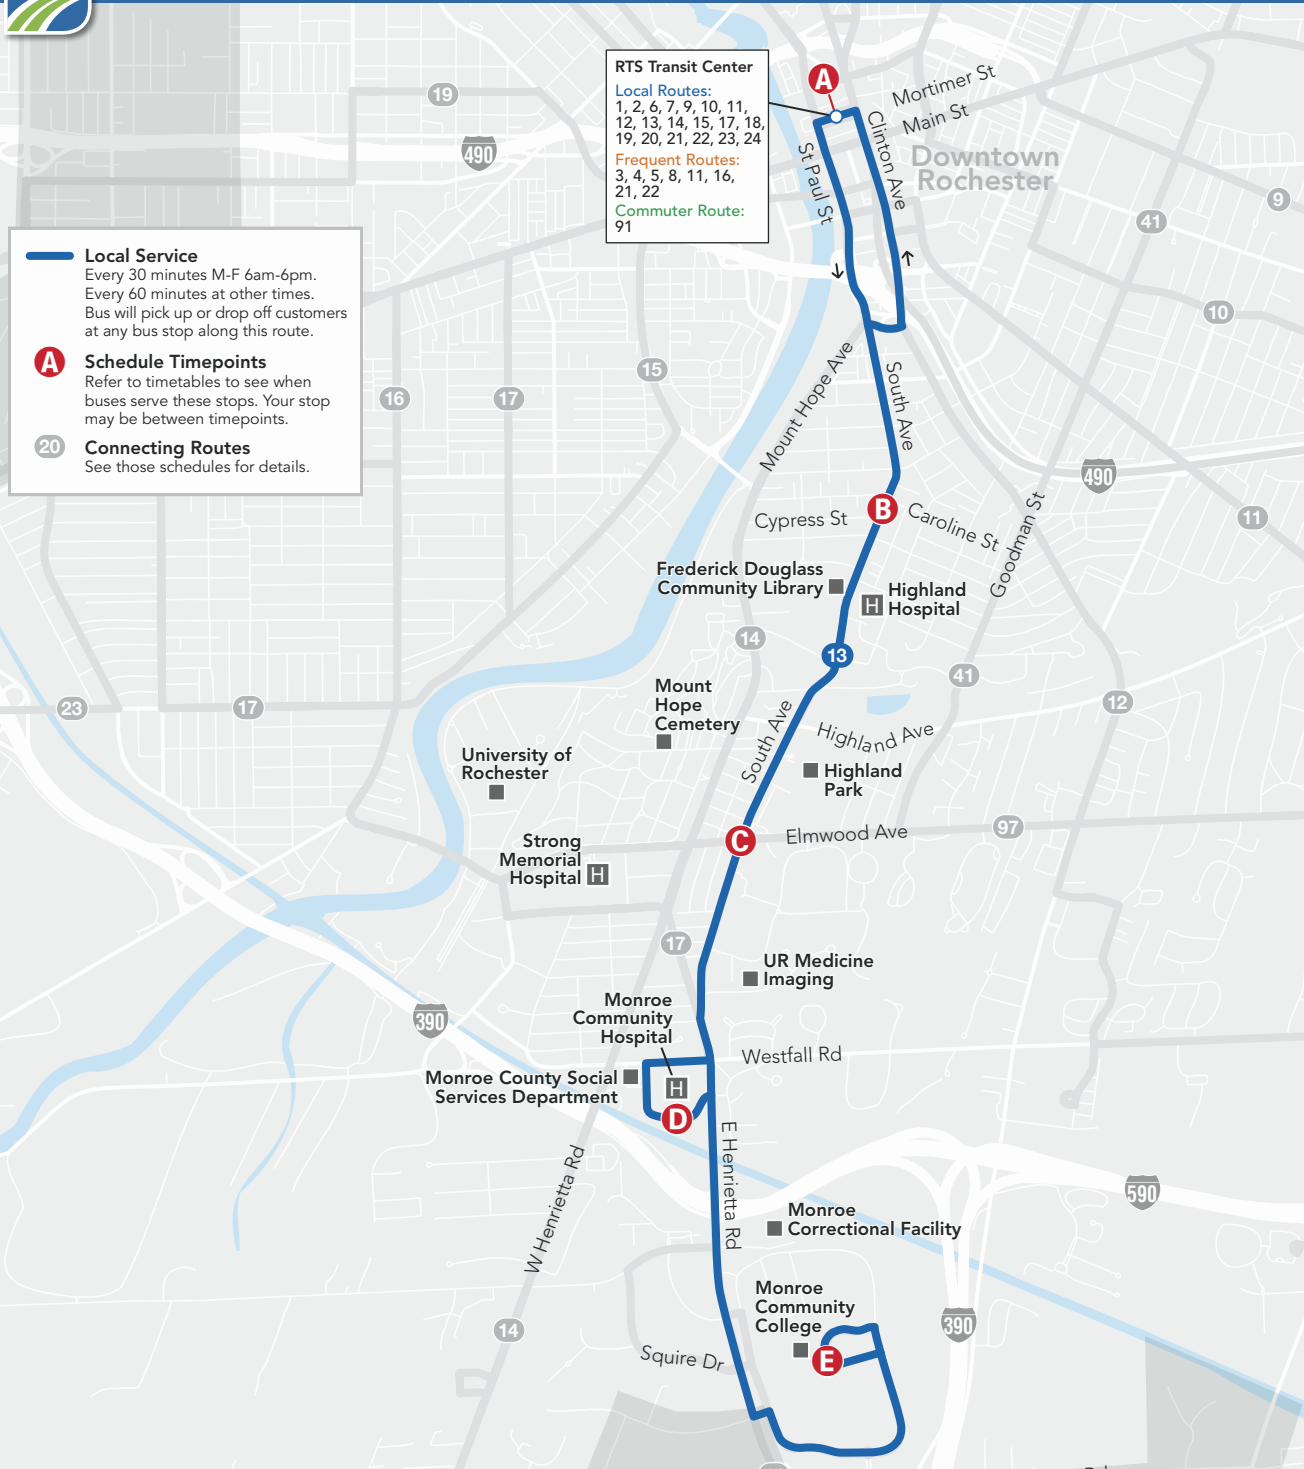 RTS Transit Center
Local Routes:
1, 2, 6, 7, 9, 10, 11,
12, 13, 14, 15, 17, 18,
19, 20, 21, 22, 23, 24
Frequent Routes:
3, 4, 5, 8, 11, 16,
21, 22
Commuter Route:
91
A
Mortimer St
Main St
Clinton Ave
St Paul St
Downtown
Rochester
19
490
9
41
10
Local Service
Every 30 minutes M-F 6am-6pm.
Every 60 minutes at other times.
Bus will pick up or drop off customers
at any bus stop along this route.
A
Schedule Timepoints
Refer to timetables to see when
buses serve these stops. Your stop
may be between timepoints.
20
Connecting Routes
See those schedules for details.
16
17
15
Mount Hope Ave
South Ave
490
11
Cypress St
B
Caroline St
Goodman St
Frederick Douglass
Community Library
H
Highland
Hospital
14
13
41
12
23
17
Mount
Hope
Cemetery
South Ave
Highland Ave
University of
Rochester
Highland
Park
Strong
Memorial
Hospital
H
C
Elmwood Ave
97
17
UR Medicine
Imaging
390
Monroe
Community
Hospital
Westfall Rd
Monroe County Social
Services Department
H
D
E Henrietta Rd
W Henrietta Rd
590
Monroe
Correctional Facility
Monroe
Community
College
E
390
14
Squire Dr